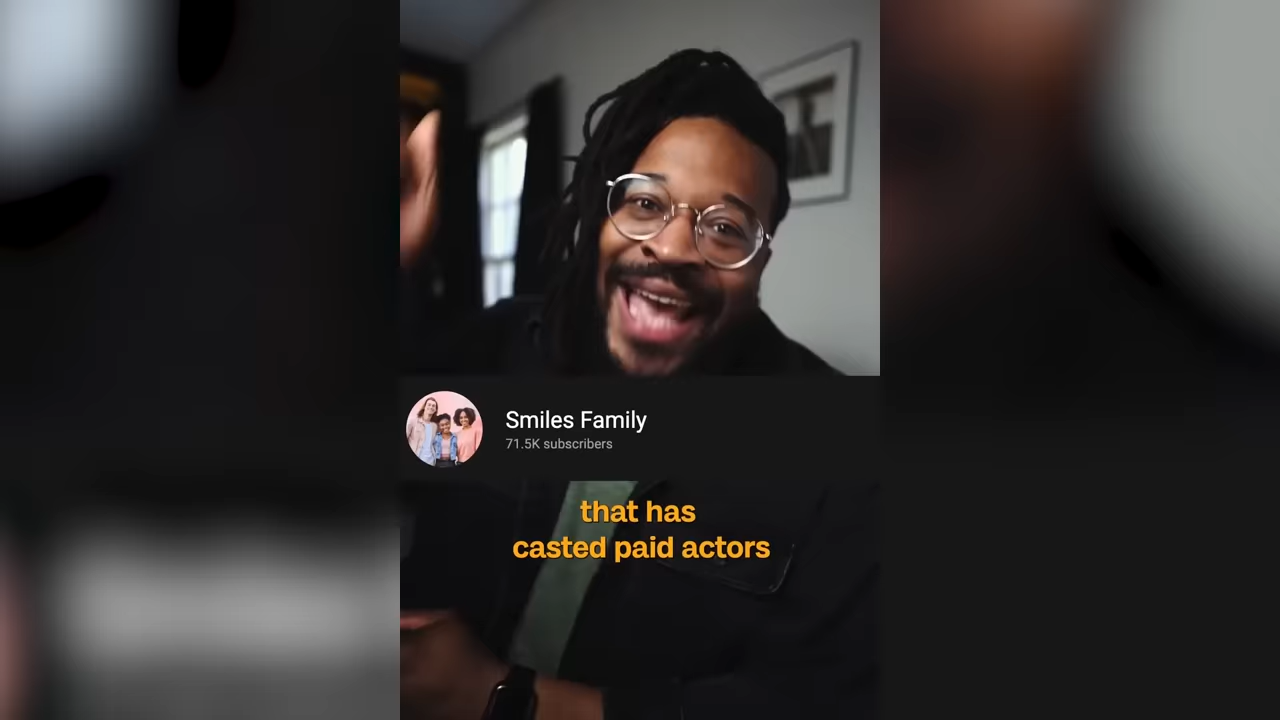 Smiles Family
71.5K subscribers
that has
casted paid actors